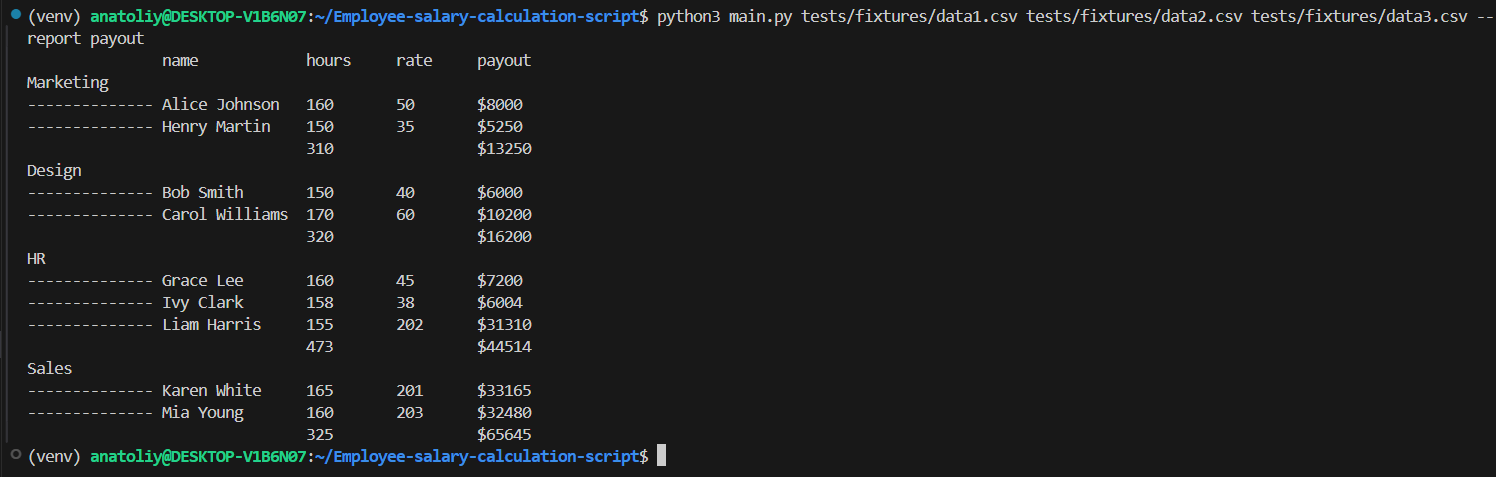 (venv) anatoliy@DESKTOP-V1B6N07:~/Employee-salary-calculation-script$ python3 main.py tests/fixtures/data1.csv tests/fixtures/data2.csv tests/fixtures/data3.csv --
report payout
               name            hours     rate     payout
Marketing
-------------- Alice Johnson   160       50       $8000
-------------- Henry Martin    150       35       $5250
                               310                $13250
Design
-------------- Bob Smith       150       40       $6000
-------------- Carol Williams  170       60       $10200
                               320                $16200
HR
-------------- Grace Lee       160       45       $7200
-------------- Ivy Clark       158       38       $6004
-------------- Liam Harris     155       202      $31310
                               473                $44514
Sales
-------------- Karen White     165       201      $33165
-------------- Mia Young       160       203      $32480
                               325                $65645
(venv) anatoliy@DESKTOP-V1B6N07:~/Employee-salary-calculation-script$